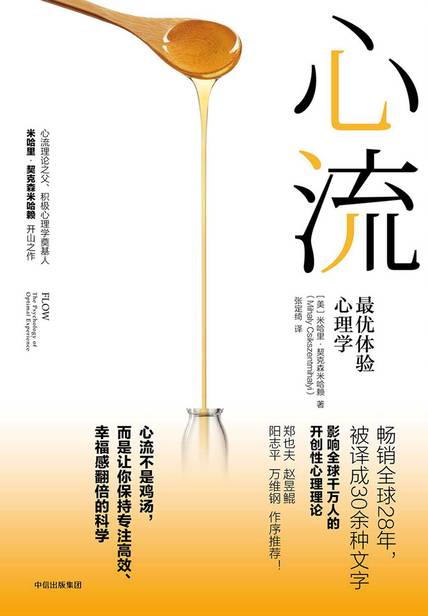 心流
最优体验
心理学
［美］米哈里·契克森米哈赖 著
（Mihaly Csikszentmihalyi）
张定绮 译
心流理论之父、积极心理学奠基人
米哈里·契克森米哈赖 开山之作
FLOW
The Psychology of
Optimal Experience
畅销全球28年，
被译成30余种文字
影响全球千万人的
开创性心理理论
郑也夫 赵昱鲲
阳志平 万维钢 作序推荐！
心流不是鸡汤，
而是让你保持专注高效、
幸福感翻倍的科学
中信出版集团